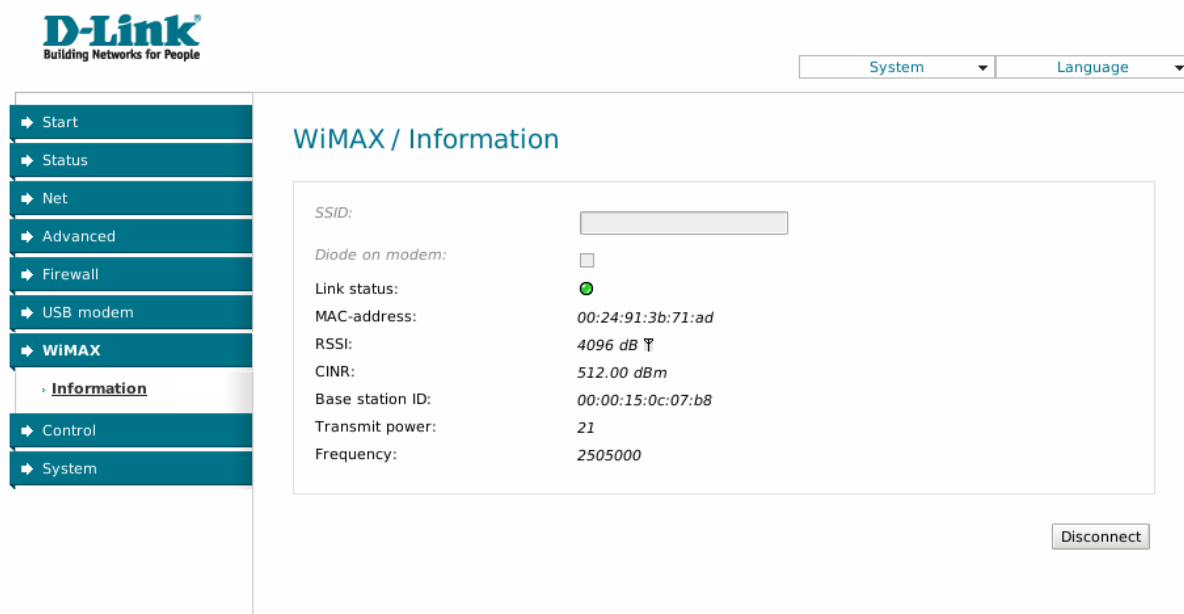 D-Link®
Building Networks for People
System
Language
Start
Status
Net
Advanced
Firewall
USB modem
WiMAX
Information
Control
System
WiMAX / Information
SSID:
Diode on modem:
Link status:
MAC-address: 00:24:91:3b:71:ad
RSSI: 4096 dB
CINR: 512.00 dBm
Base station ID: 00:00:15:0c:07:b8
Transmit power: 21
Frequency: 2505000
Disconnect